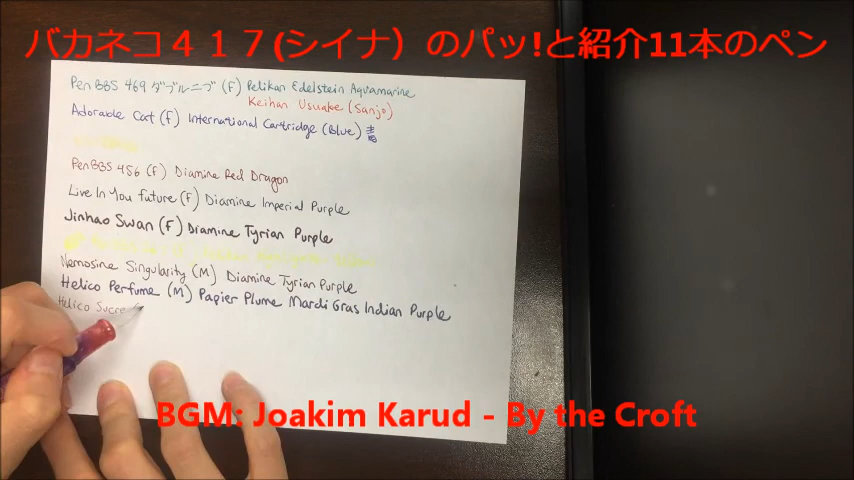 バカネコ４１７(シイナ）のパッ!と紹介11本のペン
PenBBS 469 ダブルニブ (F) Pelikan Edelstein Aquamarine
Keihan Usuake (Sanjo)
Adorable Cat (F) International Cartridge (Blue) 青
PenBBS 456 (F) Diamine Red Dragon
Live In You future (F) Diamine Imperial Purple
Jinhao Swan (F) Diamine Tyrian Purple
Nemosine Singularity (M) Diamine Tyrian Purple
Helico Perfume (M) Papier Plume Mardi Gras Indian Purple
Helico Sucre
BGM: Joakim Karud - By the Croft